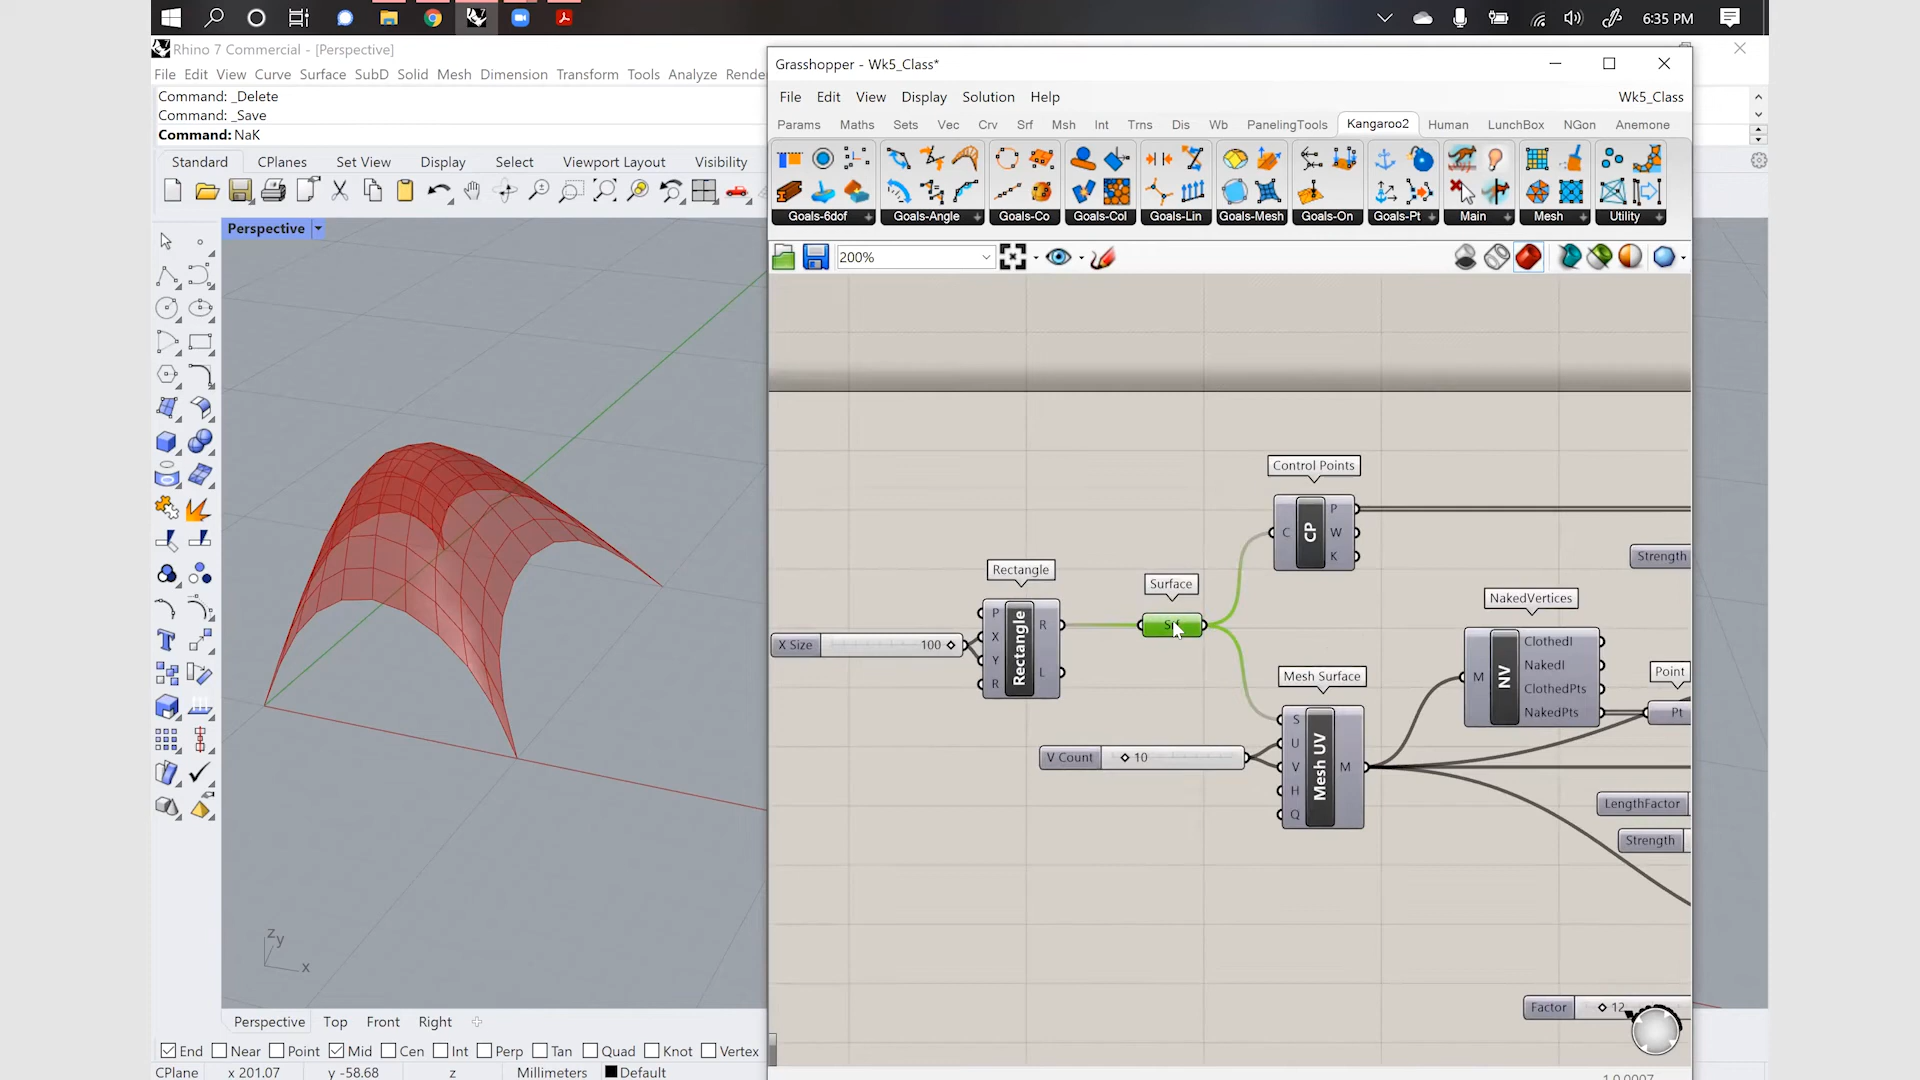 6:35 PM
Rhino 7 Commercial - [Perspective]
File Edit View Curve Surface SubD Solid Mesh Dimension Transform Tools Analyze Rende
Command: _Delete
Command: _Save
Command: NaK
Standard CPlanes Set View Display Select Viewport Layout Visibility
Perspective
Grasshopper - Wk5_Class*
File Edit View Display Solution Help
Wk5_Class
Params Maths Sets Vec Crv Srf Msh Int Trns Dis Wb PanelingTools Kangaroo2 Human LunchBox NGon Anemone
Goals-6dof Goals-Angle Goals-Co Goals-Col Goals-Lin Goals-Mesh Goals-On Goals-Pt Main Mesh Utility
200%
Control Points
C CP P W K
Strength
Rectangle
P X Y R Rectangle R L
X Size 100
Surface
NakedVertices
M NV ClothedI NakedI ClothedPts NakedPts
Point
Pt
Mesh Surface
S U V H Q Mesh UV M
V Count 10
LengthFactor
Strength
Factor 12
z y x
Perspective Top Front Right
End Near Point Mid Cen Int Perp Tan Quad Knot Vertex
CPlane x 201.07 y -58.68 z Millimeters Default